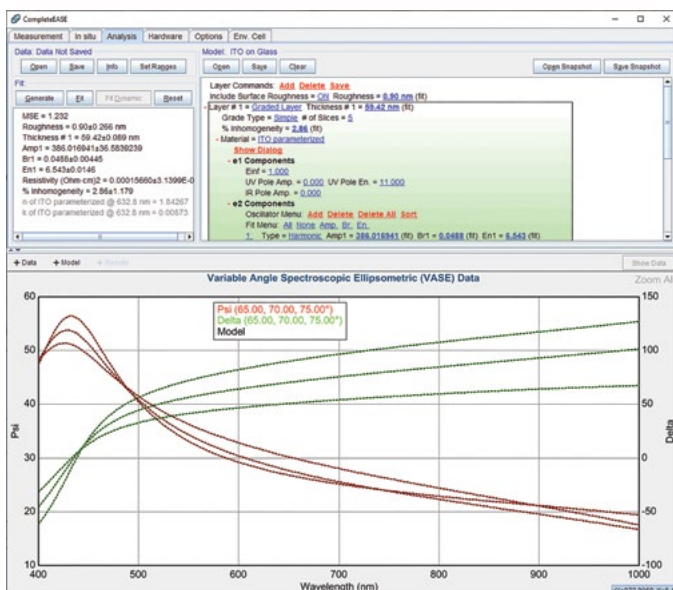 CompleteEASE
Measurement In situ Analysis Hardware Options Env. Cell
Data: Data Not Saved
Open Save Info Set Ranges
Fit:
Generate Fit Fit Dynamic Reset
MSE = 1.232
Roughness = 0.90±0.266 nm
Thickness # 1 = 59.42±0.089 nm
Amp1 = 386.016941±36.5839239
Br1 = 0.0488±0.00445
En1 = 6.543±0.0146
Resistivity (Ohm-cm)2 = 0.00015660±3.1399E-0
% Inhomogeneity = 2.86±1.179
n of ITO parameterized @ 632.8 nm = 1.84267
k of ITO parameterized @ 632.8 nm = 0.00873
Model: ITO on Glass
Open Save Clear Open Snapshot Save Snapshot
Layer Commands: Add Delete Save
Include Surface Roughness = ON Roughness = 0.90 nm (fit)
- Layer # 1 = Graded Layer Thickness # 1 = 59.42 nm (fit)
Grade Type = Simple # of Slices = 5
% Inhomogeneity = 2.86 (fit)
- Material = ITO parameterized
Show Dialog
- e1 Components
Einf = 1.000
UV Pole Amp. = 0.000 UV Pole En. = 11.000
IR Pole Amp. = 0.000
- e2 Components
Oscillator Menu: Add Delete Delete All Sort
Fit Menu: All None Amp. Br. En.
1: Type = Harmonic Amp1 = 386.016941 (fit) Br1 = 0.0488 (fit) En1 = 6.543 (fit)
+ Data + Model Show Data
Variable Angle Spectroscopic Ellipsometric (VASE) Data
Zoom All
Psi (65.00, 70.00, 75.00°)
Delta (65.00, 70.00, 75.00°)
Model
60
50
40
30
20
10
Psi
150
100
50
0
-50
-100
Delta
400 500 600 700 800 900 1000
Wavelength (nm)